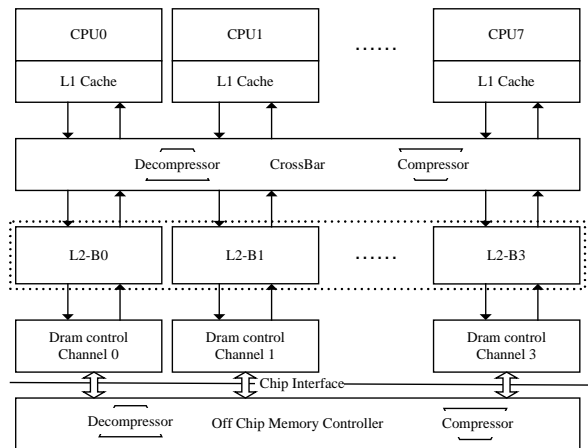 CPU0 CPU1 ...... CPU7
L1 Cache L1 Cache L1 Cache
Decompressor CrossBar Compressor
L2-B0 L2-B1 ...... L2-B3
Dram control Dram control Dram control
Channel 0 Channel 1 Channel 3
Chip Interface
Decompressor Off Chip Memory Controller Compressor